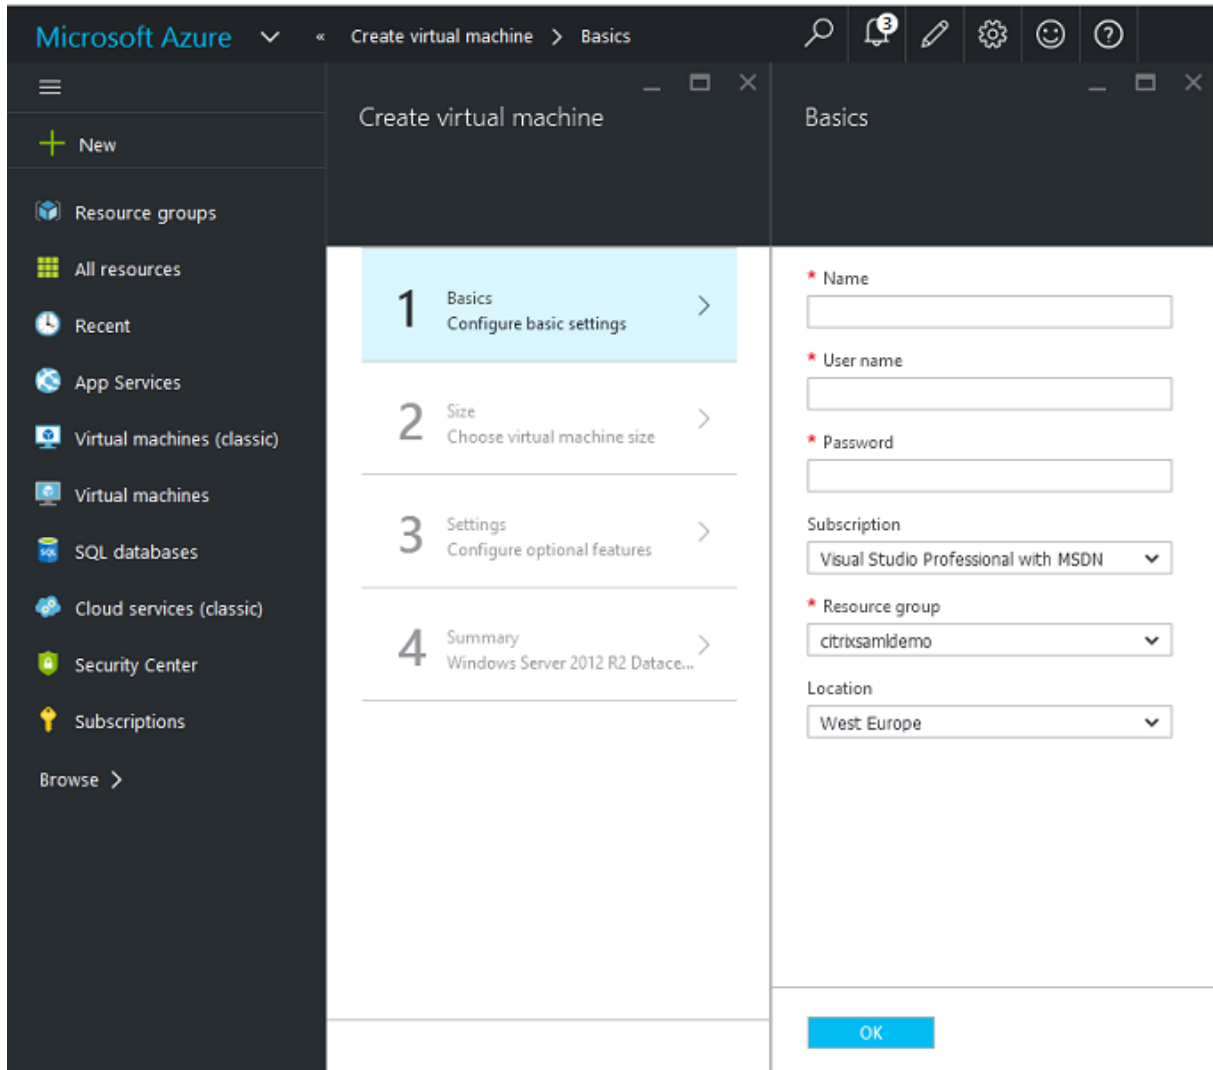 Microsoft Azure
« Create virtual machine > Basics
3
New
Resource groups
All resources
Recent
App Services
Virtual machines (classic)
Virtual machines
SQL
SQL databases
Cloud services (classic)
Security Center
Subscriptions
Browse >
Create virtual machine
1
Basics
Configure basic settings
2
Size
Choose virtual machine size
3
Settings
Configure optional features
4
Summary
Windows Server 2012 R2 Datace...
Basics
* Name
* User name
* Password
Subscription
Visual Studio Professional with MSDN
* Resource group
citrixsamldemo
Location
West Europe
OK